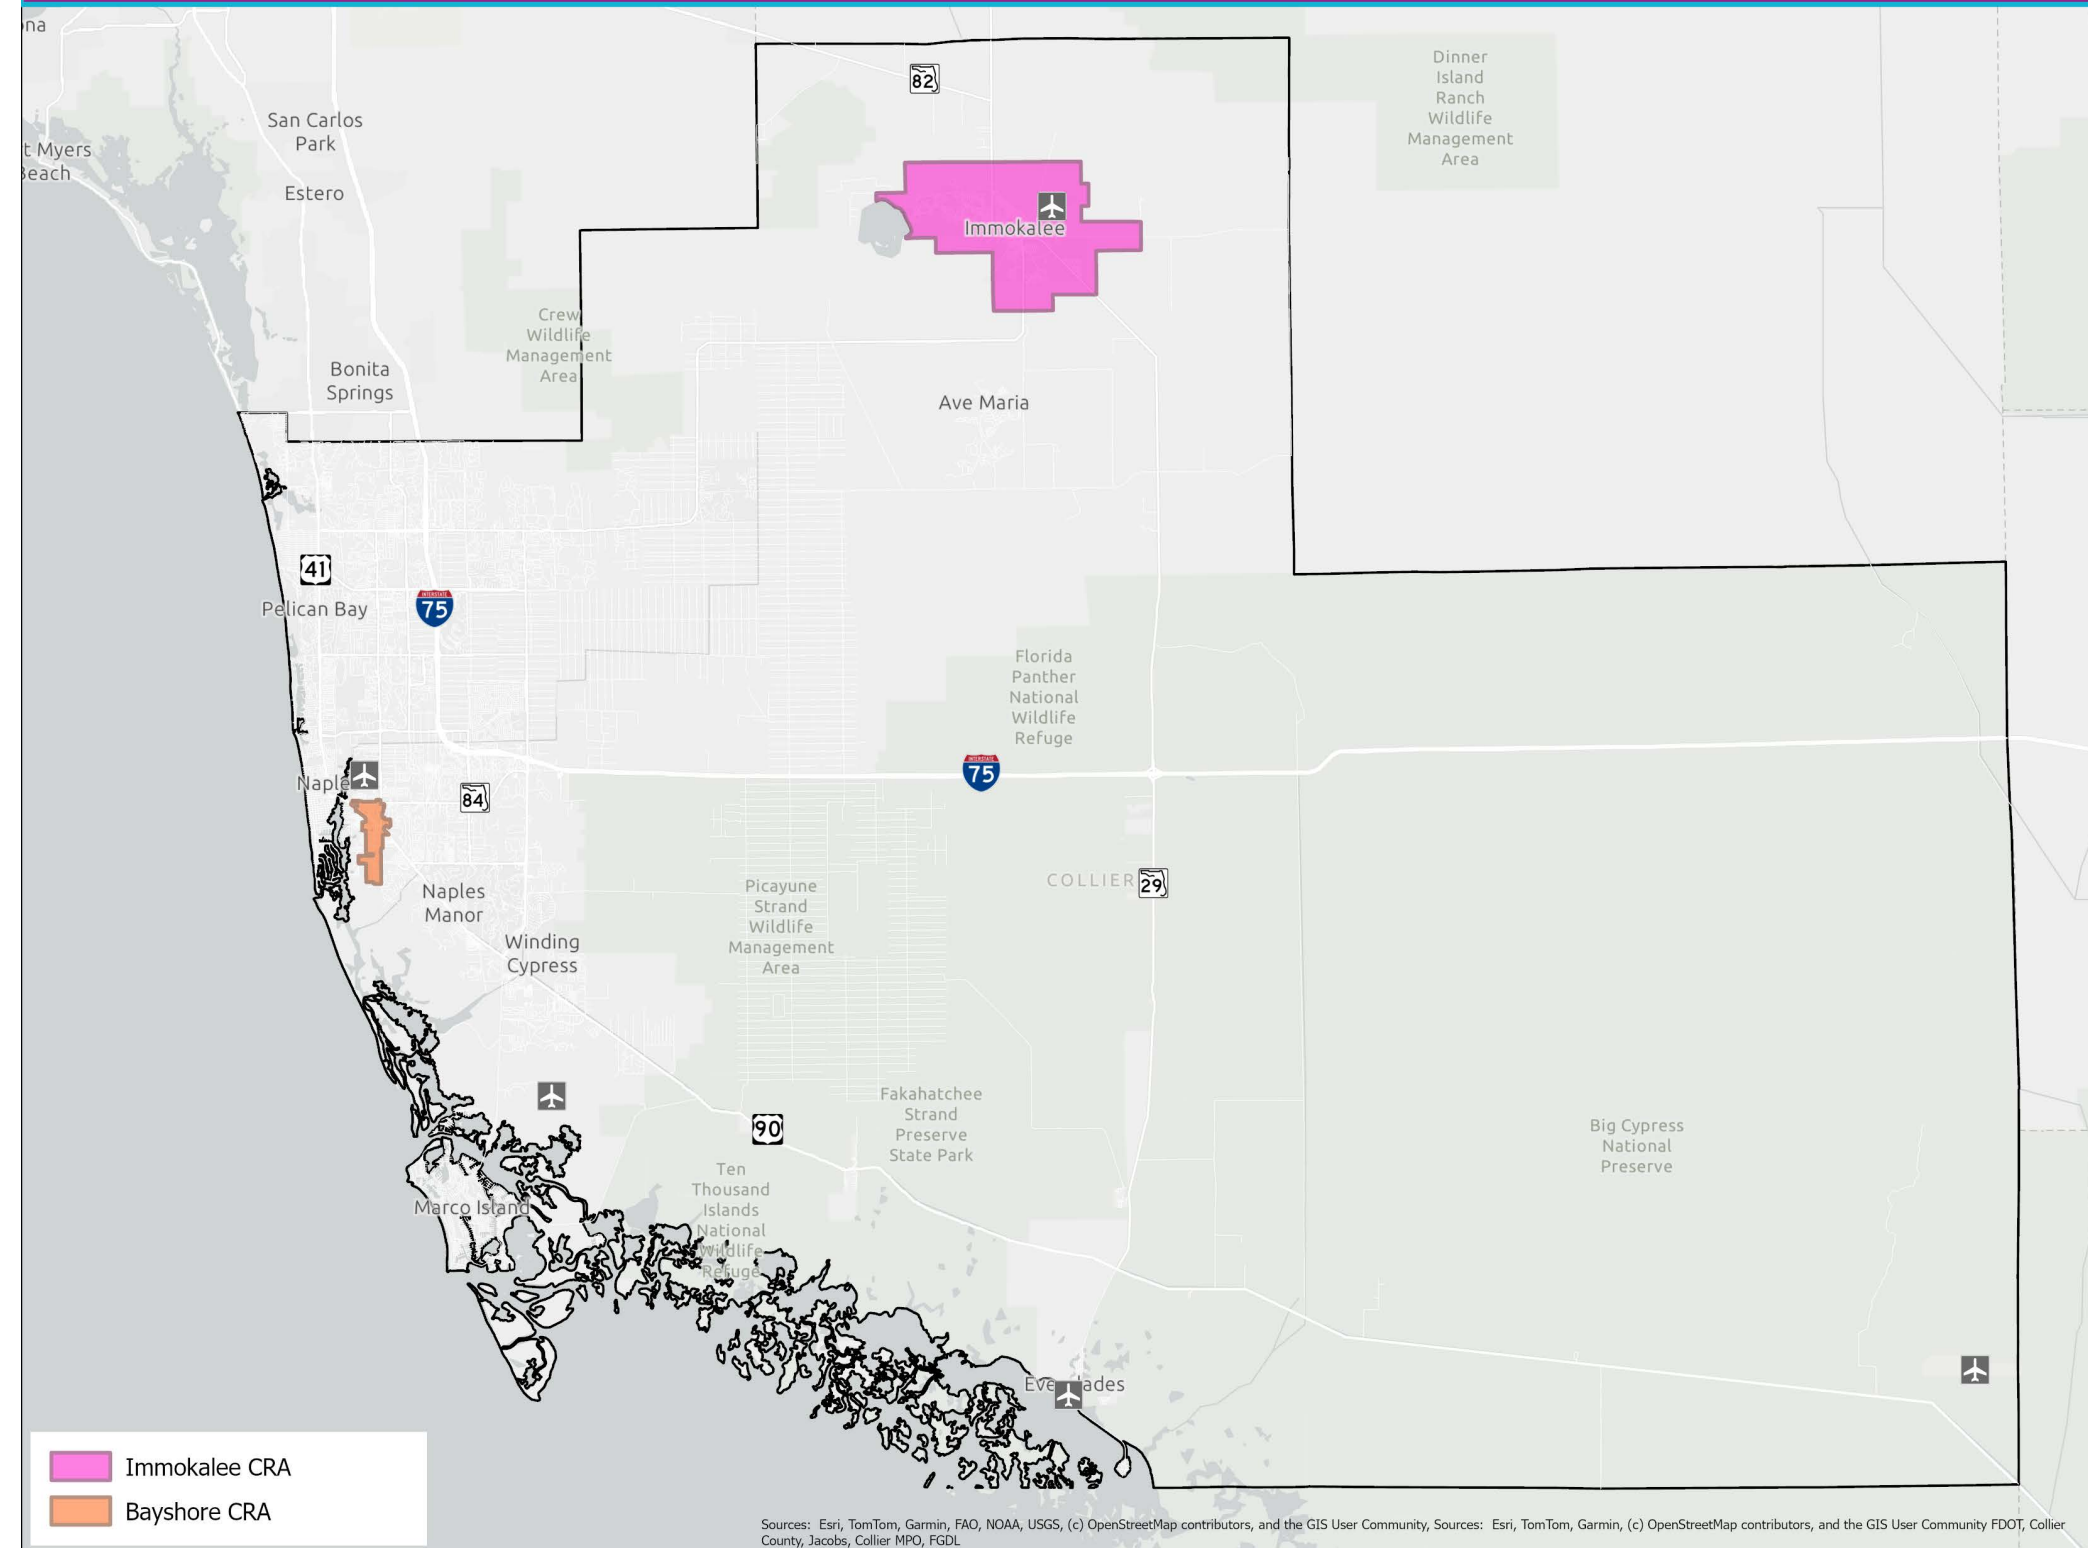 na
82
Dinner
Island
Ranch
Wildlife
Management
Area
San Carlos
Park
t Myers
Beach
Estero
Immokalee
Crew
Wildlife
Management
Area
Bonita
Springs
Ave Maria
41
Pelican Bay
INTERSTATE
75
Florida
Panther
National
Wildlife
Refuge
INTERSTATE
75
Naple
84
COLLIER
29
Naples
Manor
Picayune
Strand
Wildlife
Management
Area
Winding
Cypress
Fakahatchee
Strand
Preserve
State Park
90
Big Cypress
National
Preserve
Ten
Thousand
Islands
National
Wildlife
Refuge
Marco Island
Eve ades
Immokalee CRA
Bayshore CRA
Sources: Esri, TomTom, Garmin, FAO, NOAA, USGS, (c) OpenStreetMap contributors, and the GIS User Community, Sources: Esri, TomTom, Garmin, (c) OpenStreetMap contributors, and the GIS User Community FDOT, Collier
County, Jacobs, Collier MPO, FGDL